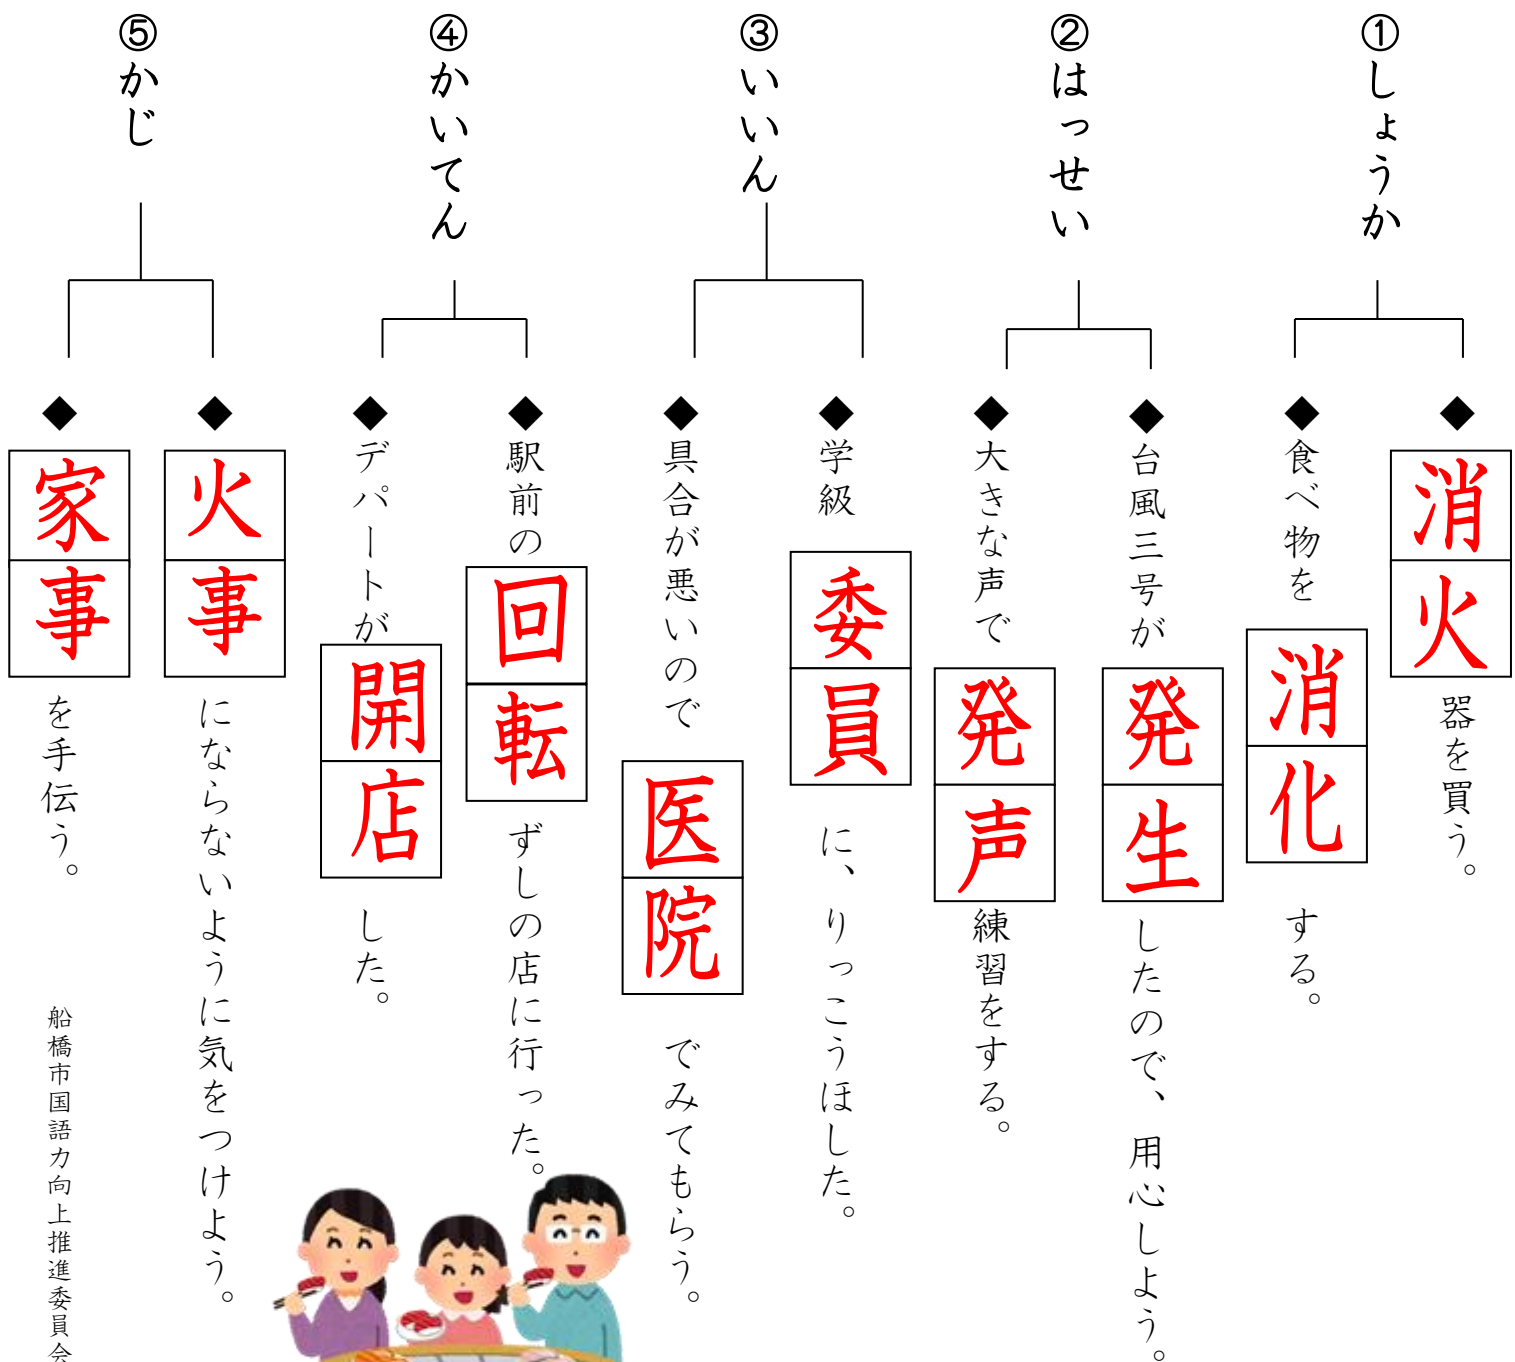 ①しょうか
◆消火器を買う。
◆食べ物を消化する。
②はっせい
◆台風三号が発生したので、用心しよう。
◆大きな声で発声練習をする。
③いいん
◆学級委員に、りっこうほした。
◆具合が悪いので医院でみてもらう。
④かいてん
◆駅前の回転ずしの店に行った。
◆デパートが開店した。
⑤かじ
◆火事にならないように気をつけよう。
◆家事を手伝う。
船橋市国語力向上推進委員会